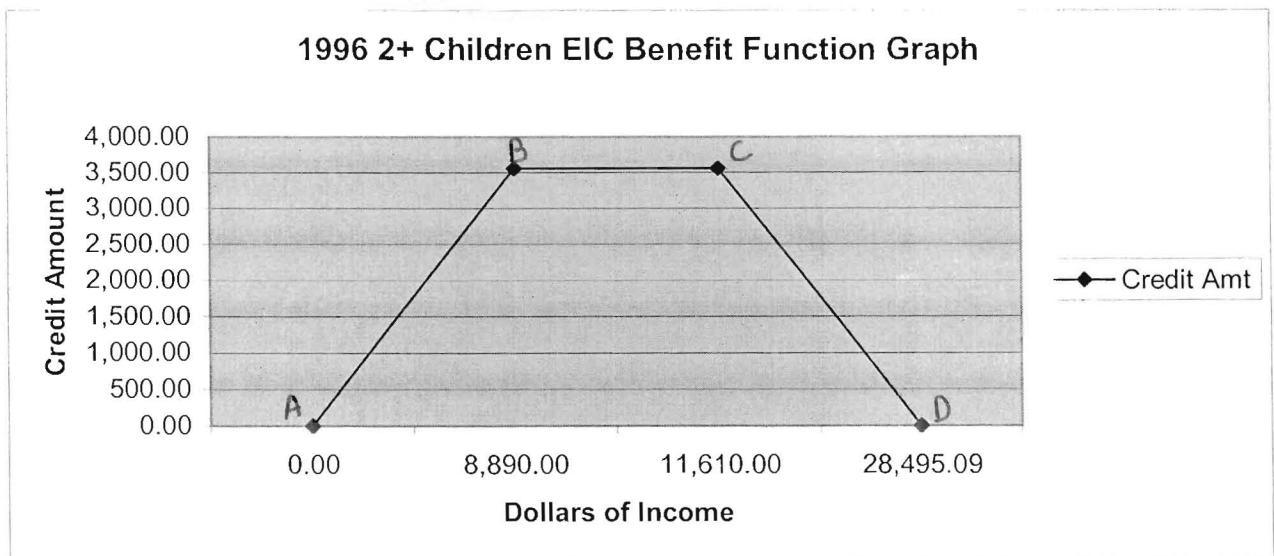 1996 2+ Children EIC Benefit Function Graph
Credit Amount
4,000.00
3,500.00
3,000.00
2,500.00
2,000.00
1,500.00
1,000.00
500.00
0.00
A
B
C
D
0.00 8,890.00 11,610.00 28,495.09
Dollars of Income
Credit Amt